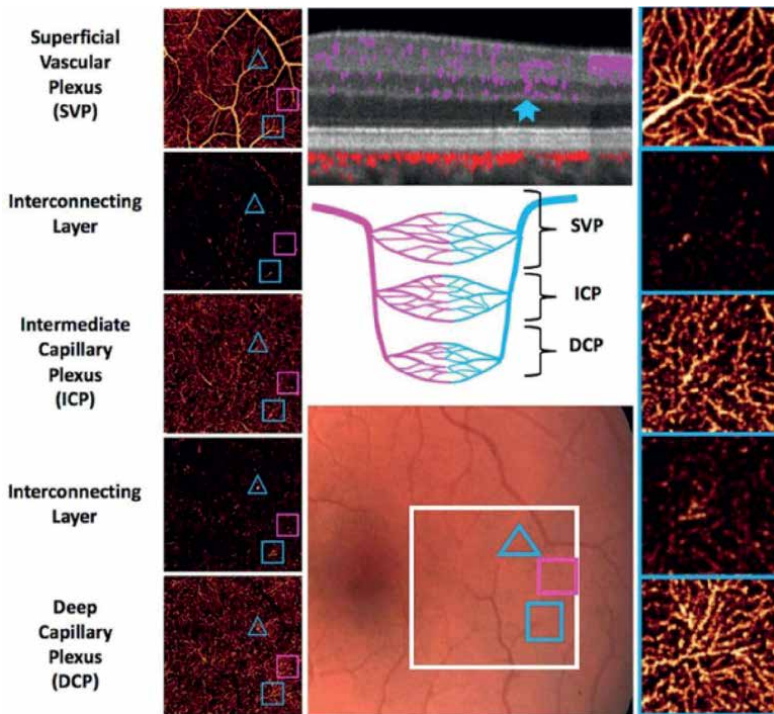 Superficial
Vascular
Plexus
(SVP)
Interconnecting
Layer
Intermediate
Capillary
Plexus
(ICP)
Interconnecting
Layer
Deep
Capillary
Plexus
(DCP)
SVP
ICP
DCP